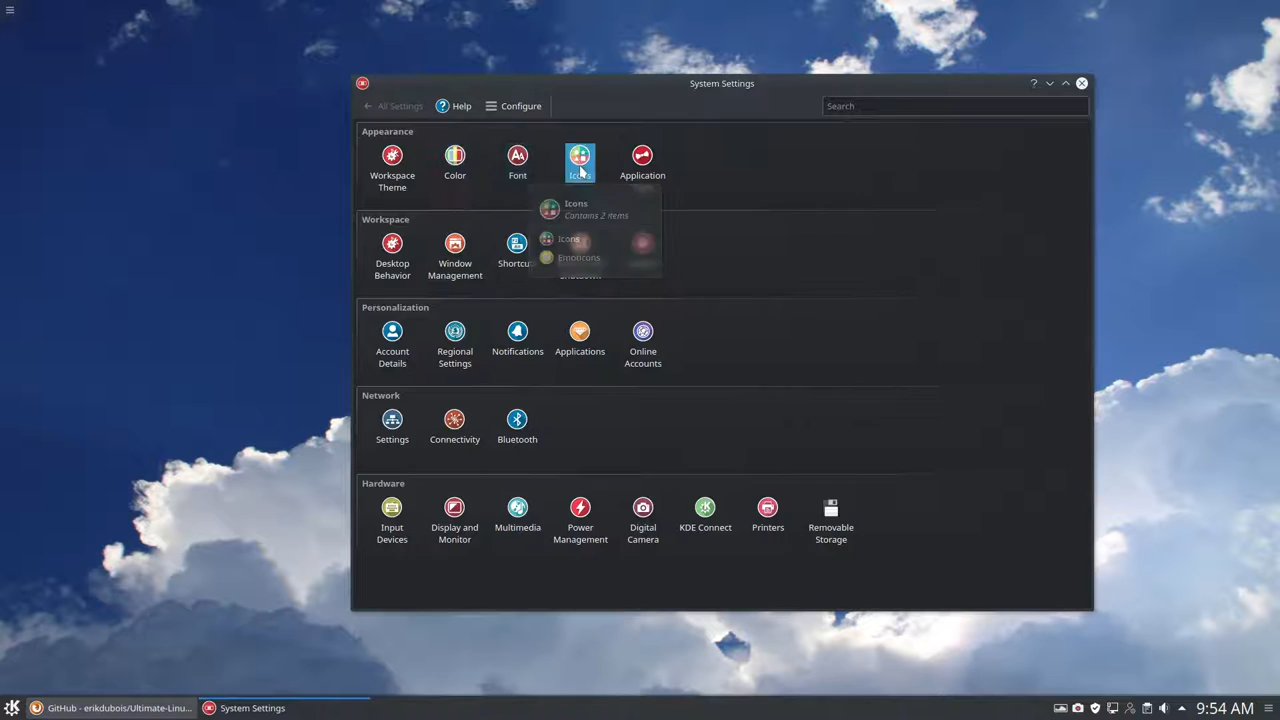 System Settings
?
All Settings
? Help
Configure
Search
Appearance
Workspace
Theme
Color
Font
Icons
Application
Icons
Contains 2 items
Icons
Emoticons
Workspace
Desktop
Behavior
Window
Management
Personalization
Account
Details
Regional
Settings
Notifications
Applications
Online
Accounts
Network
Settings
Connectivity
Bluetooth
Hardware
Input
Devices
Display and
Monitor
Multimedia
Power
Management
Digital
Camera
KDE Connect
Printers
Removable
Storage
GitHub - erikdubois/Ultimate-Linu...
System Settings
9:54 AM